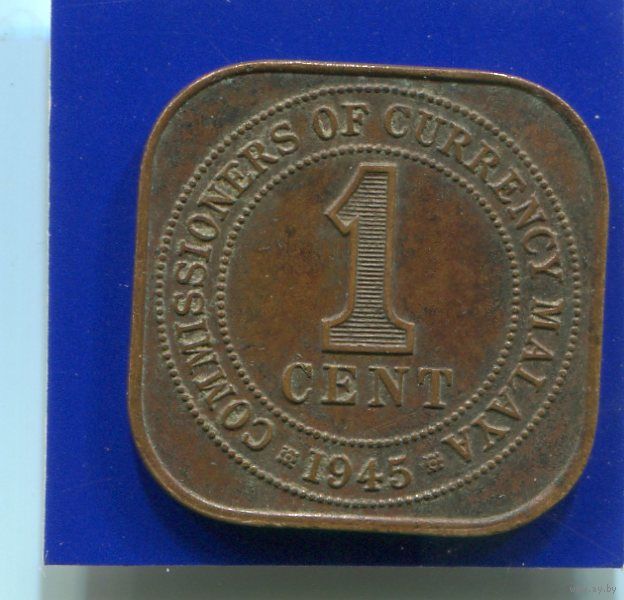 COMMISSIONERS OF CURRENCY MALAYA
1
CENT
1945